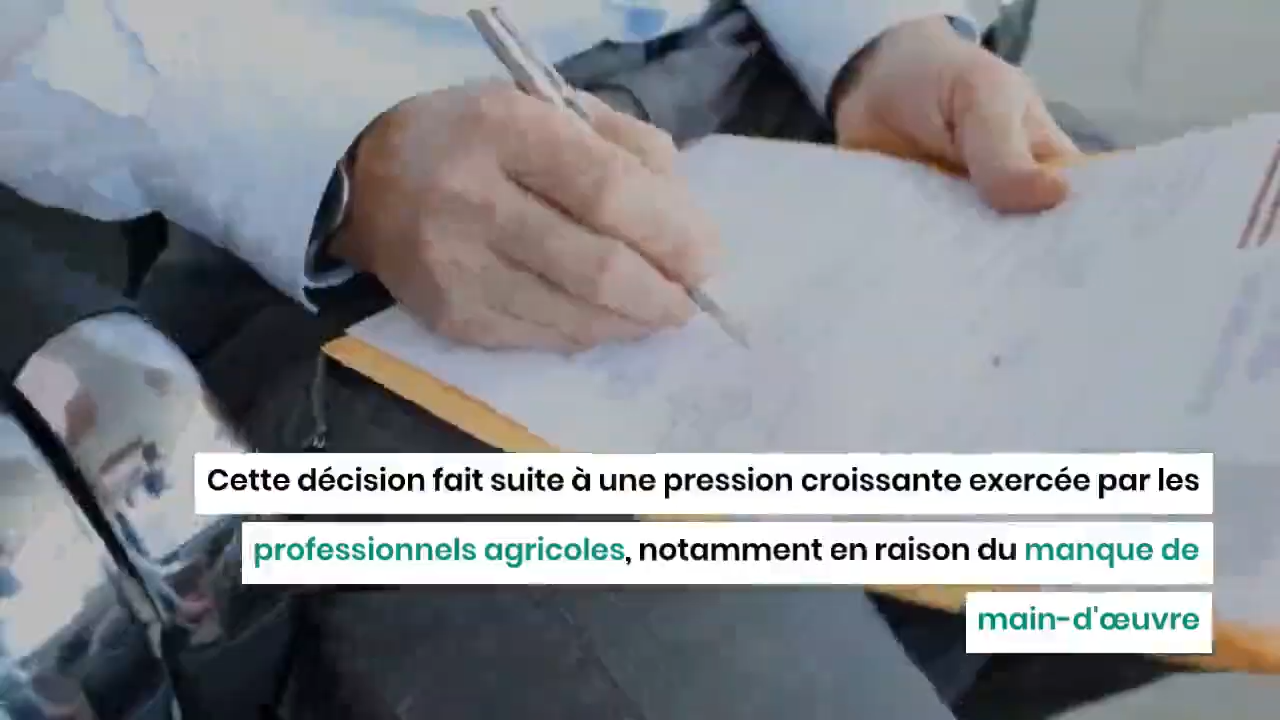 Cette décision fait suite à une pression croissante exercée par les
professionnels agricoles, notamment en raison du manque de
main-d'œuvre